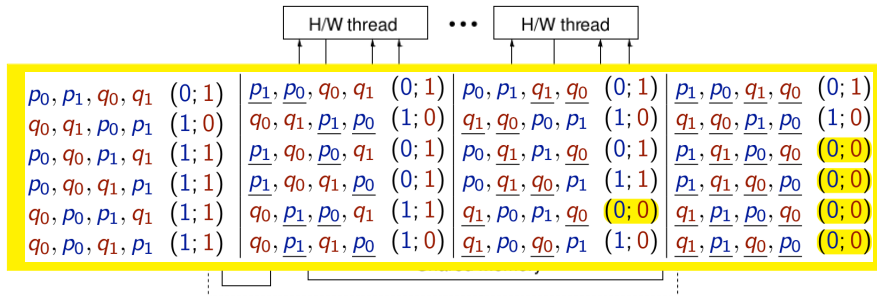 H/W thread ••• H/W thread
p₀, p₁, q₀, q₁ (0; 1) p₁, p₀, q₀, q₁ (0; 1) p₀, p₁, q₁, q₀ (0; 1) p₁, p₀, q₁, q₀ (0; 1)
q₀, q₁, p₀, p₁ (1; 0) q₀, q₁, p₁, p₀ (1; 0) q₁, q₀, p₀, p₁ (1; 0) q₁, q₀, p₁, p₀ (1; 0)
p₀, q₀, p₁, q₁ (1; 1) p₁, q₀, p₀, q₁ (0; 1) p₀, q₁, p₁, q₀ (0; 1) p₁, q₁, p₀, q₀ (0; 0)
p₀, q₀, q₁, p₁ (1; 1) p₁, q₀, q₁, p₀ (0; 1) p₀, q₁, q₀, p₁ (1; 1) p₁, q₁, q₀, p₀ (0; 0)
q₀, p₀, p₁, q₁ (1; 1) q₀, p₁, p₀, q₁ (1; 1) q₁, p₀, p₁, q₀ (0; 0) q₁, p₁, p₀, q₀ (0; 0)
q₀, p₀, q₁, p₁ (1; 1) q₀, p₁, q₁, p₀ (1; 0) q₁, p₀, q₀, p₁ (1; 0) q₁, p₁, q₀, p₀ (0; 0)